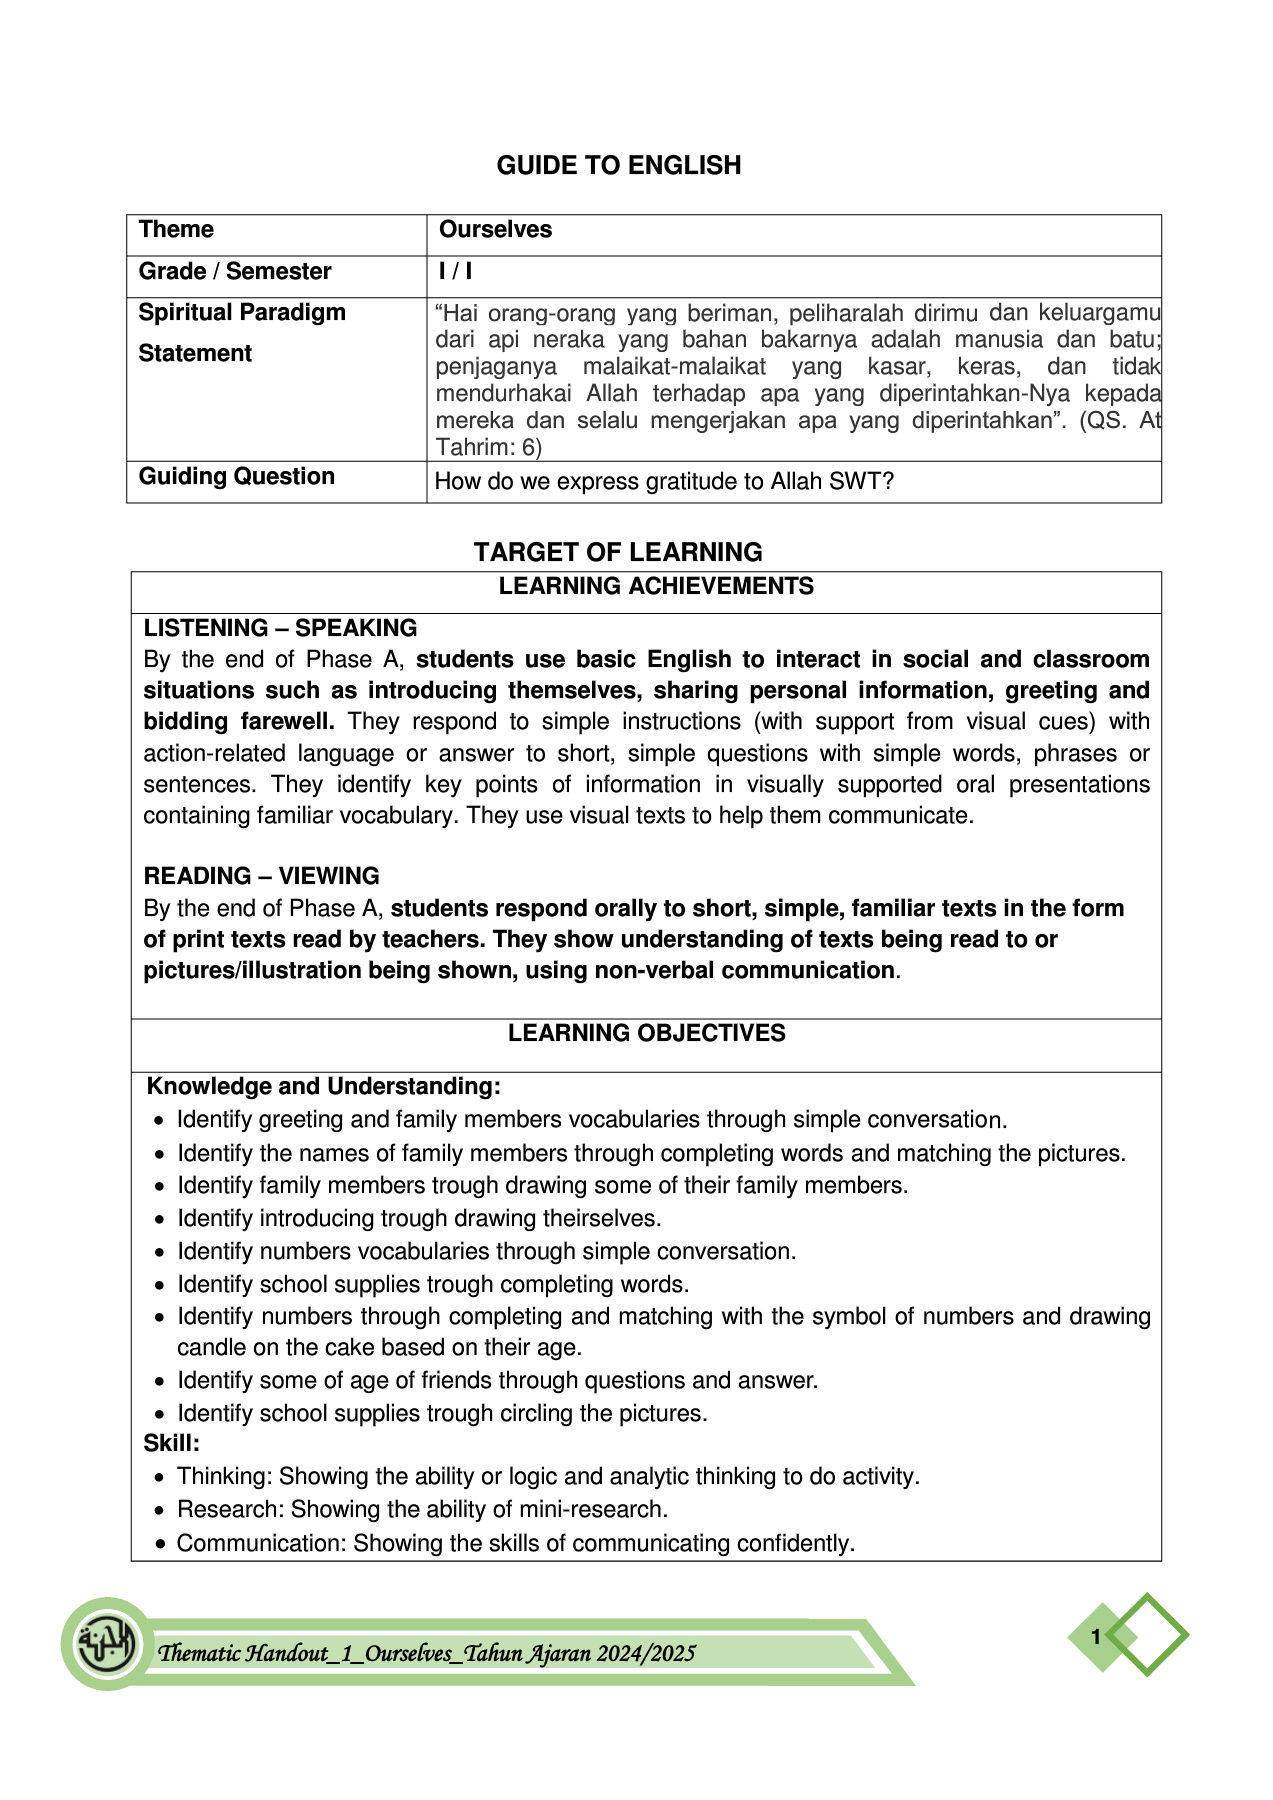 GUIDE TO ENGLISH
Theme
Ourselves
Grade / Semester
I / I
Spiritual Paradigm
Statement
“Hai orang-orang yang beriman, peliharalah dirimu dan keluargamu
dari api neraka yang bahan bakarnya adalah manusia dan batu;
penjaganya malaikat-malaikat yang kasar, keras, dan tidak
mendurhakai Allah terhadap apa yang diperintahkan-Nya kepada
mereka dan selalu mengerjakan apa yang diperintahkan”. (QS. At
Tahrim: 6)
Guiding Question
How do we express gratitude to Allah SWT?
TARGET OF LEARNING
LEARNING ACHIEVEMENTS
LISTENING – SPEAKING
By the end of Phase A, students use basic English to interact in social and classroom
situations such as introducing themselves, sharing personal information, greeting and
bidding farewell. They respond to simple instructions (with support from visual cues) with
action-related language or answer to short, simple questions with simple words, phrases or
sentences. They identify key points of information in visually supported oral presentations
containing familiar vocabulary. They use visual texts to help them communicate.
READING – VIEWING
By the end of Phase A, students respond orally to short, simple, familiar texts in the form
of print texts read by teachers. They show understanding of texts being read to or
pictures/illustration being shown, using non-verbal communication.
LEARNING OBJECTIVES
Knowledge and Understanding:
• Identify greeting and family members vocabularies through simple conversation.
• Identify the names of family members through completing words and matching the pictures.
• Identify family members trough drawing some of their family members.
• Identify introducing trough drawing theirselves.
• Identify numbers vocabularies through simple conversation.
• Identify school supplies trough completing words.
• Identify numbers through completing and matching with the symbol of numbers and drawing
candle on the cake based on their age.
• Identify some of age of friends through questions and answer.
• Identify school supplies trough circling the pictures.
Skill:
• Thinking: Showing the ability or logic and analytic thinking to do activity.
• Research: Showing the ability of mini-research.
• Communication: Showing the skills of communicating confidently.
Thematic Handout_1_Ourselves_Tahun Ajaran 2024/2025
1